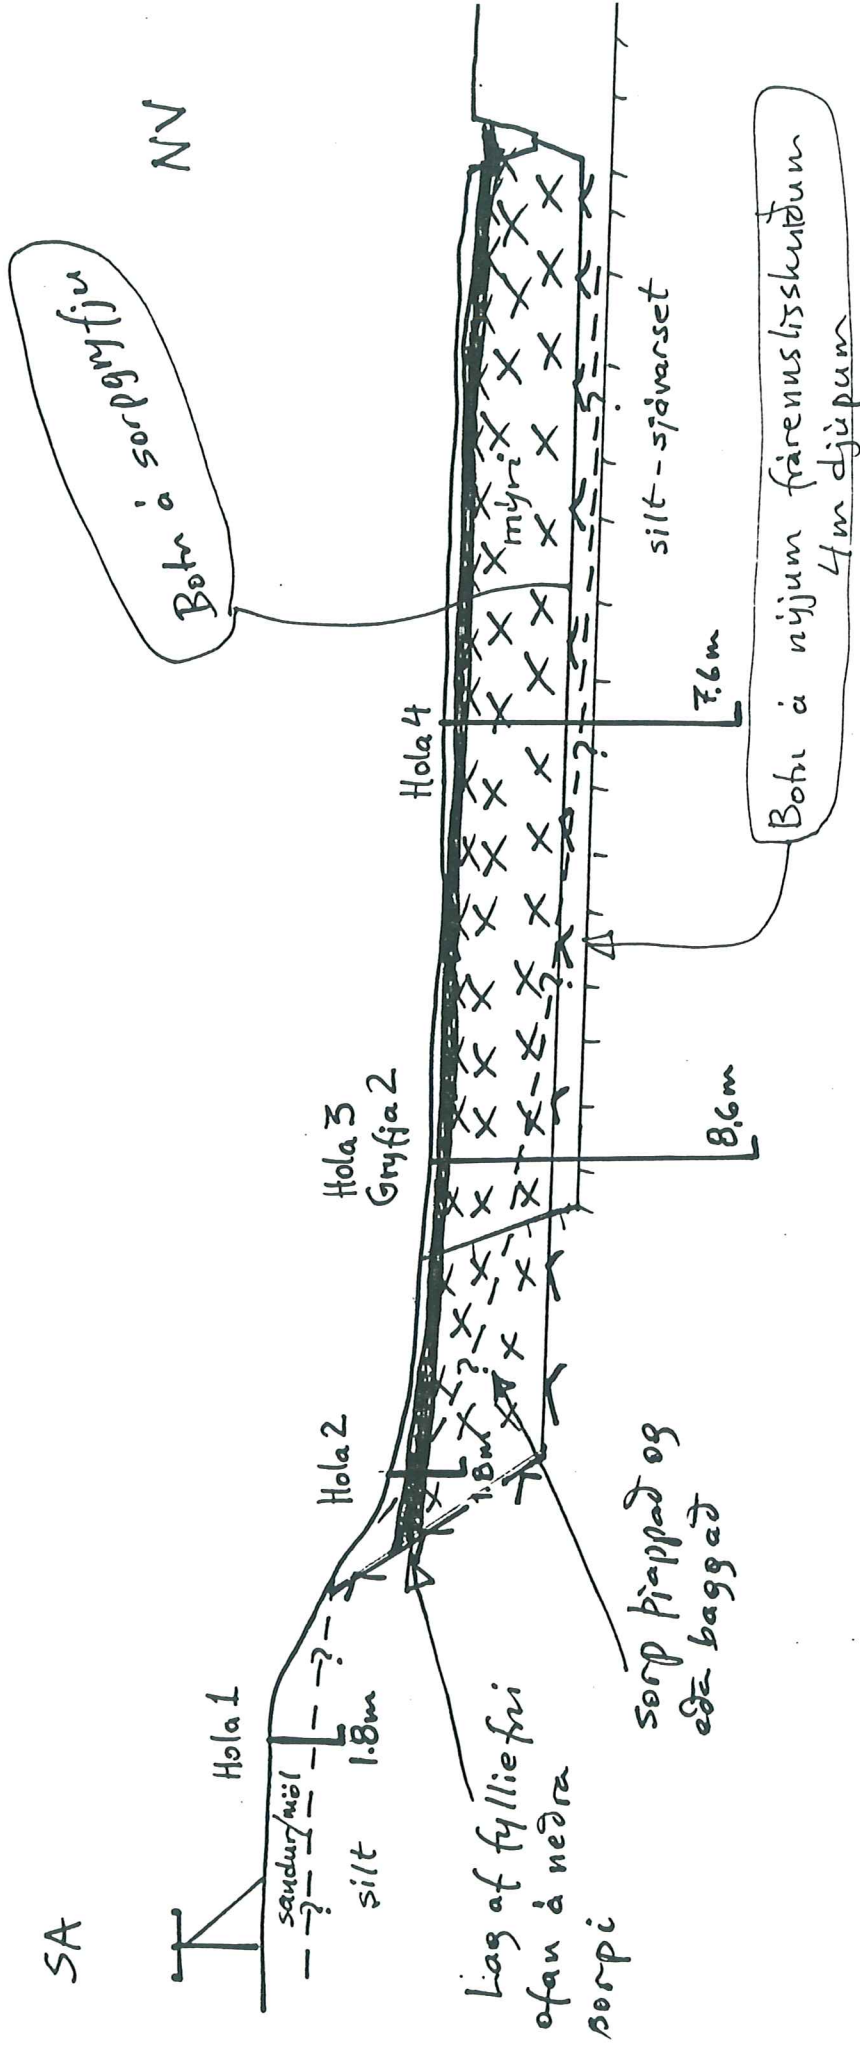 SA
NV
Botn á sorpgryfju
Hola 1
Hola 2
Hola 3
Gryfja 2
Hola 4
sandur/möl
?
?
silt
1.8m
1.8m
?
mýri
?
?
?
8.6m
7.6m
silt - sjávarset
Lag af fylliefni
ofan á neðra
sorpi
sorp þjappað og
eða baggað
Botn á nýjum frárennslisskurðum
4m djúpum